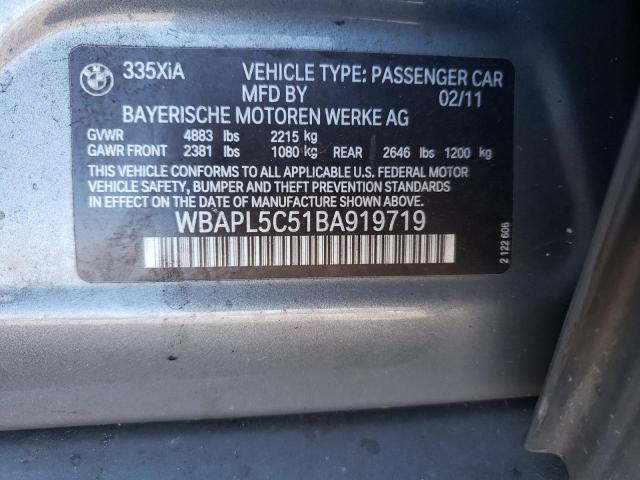 335XiA VEHICLE TYPE: PASSENGER CAR
MFD BY 02/11
BAYERISCHE MOTOREN WERKE AG
GVWR 4883 lbs 2215 kg
GAWR FRONT 2381 lbs 1080 kg REAR 2646 lbs 1200 kg
THIS VEHICLE CONFORMS TO ALL APPLICABLE U.S. FEDERAL MOTOR
VEHICLE SAFETY, BUMPER AND THEFT PREVENTION STANDARDS
IN EFFECT ON THE DATE OF MANUFACTURE SHOWN ABOVE.
WBAPL5C51BA919719
2 122 606